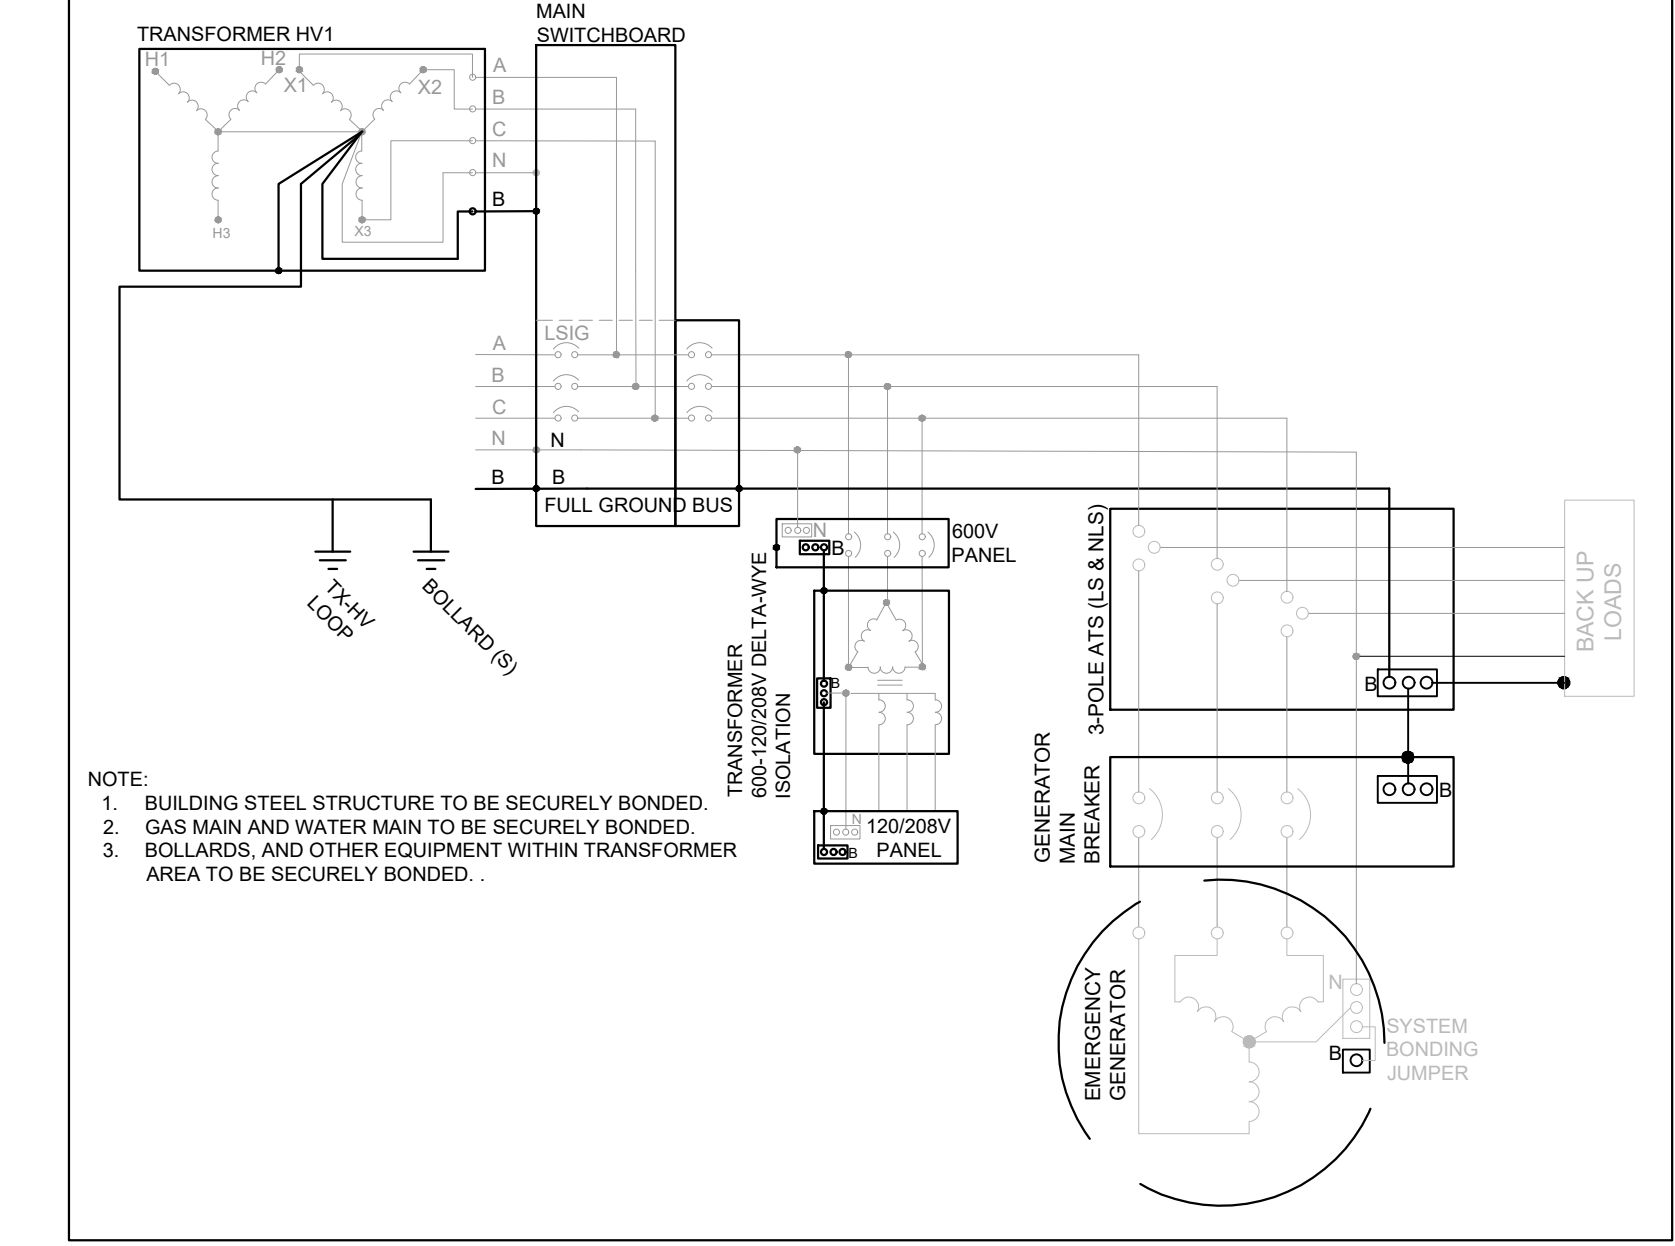 MAIN
SWITCHBOARD
TRANSFORMER HV1
H1
H2
X1
X2
H3
X3
A
B
C
N
B
LSIG
A
B
C
N
N
B
B
FULL GROUND BUS
TX-HV
LOOP
BOLLARD (S)
N
B
600V
PANEL
TRANSFORMER
600-120/208V DELTA-WYE
ISOLATION
B
N
B
120/208V
PANEL
3-POLE ATS (LS & NLS)
B
BACK UP
LOADS
GENERATOR
MAIN
BREAKER
B
EMERGENCY
GENERATOR
N
B
SYSTEM
BONDING
JUMPER
NOTE:
1. BUILDING STEEL STRUCTURE TO BE SECURELY BONDED.
2. GAS MAIN AND WATER MAIN TO BE SECURELY BONDED.
3. BOLLARDS, AND OTHER EQUIPMENT WITHIN TRANSFORMER
AREA TO BE SECURELY BONDED. .